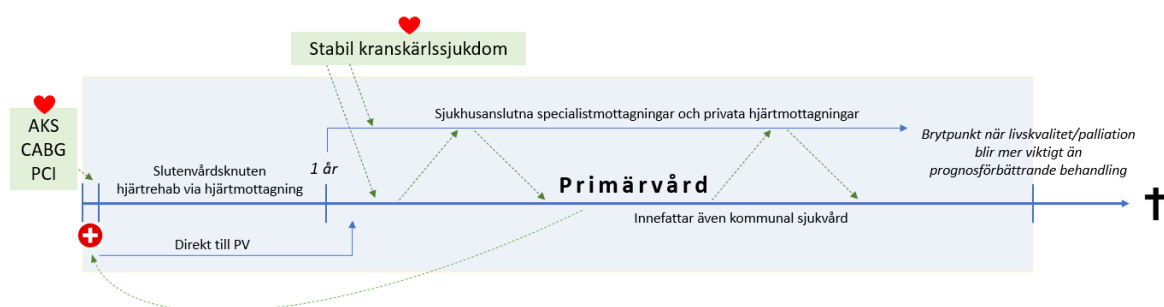 Stabil kranskärlssjukdom
AKS
CABG
PCI
Sjukhusanslutna specialistmottagningar och privata hjärtmottagningar
Slutenvårdsknuten
hjärtrehab via hjärtmottagning
1 år
Primärvård
Innefattar även kommunal sjukvård
Brytpunkt när livskvalitet/palliation
blir mer viktigt än
prognosförbättrande behandling
Direkt till PV